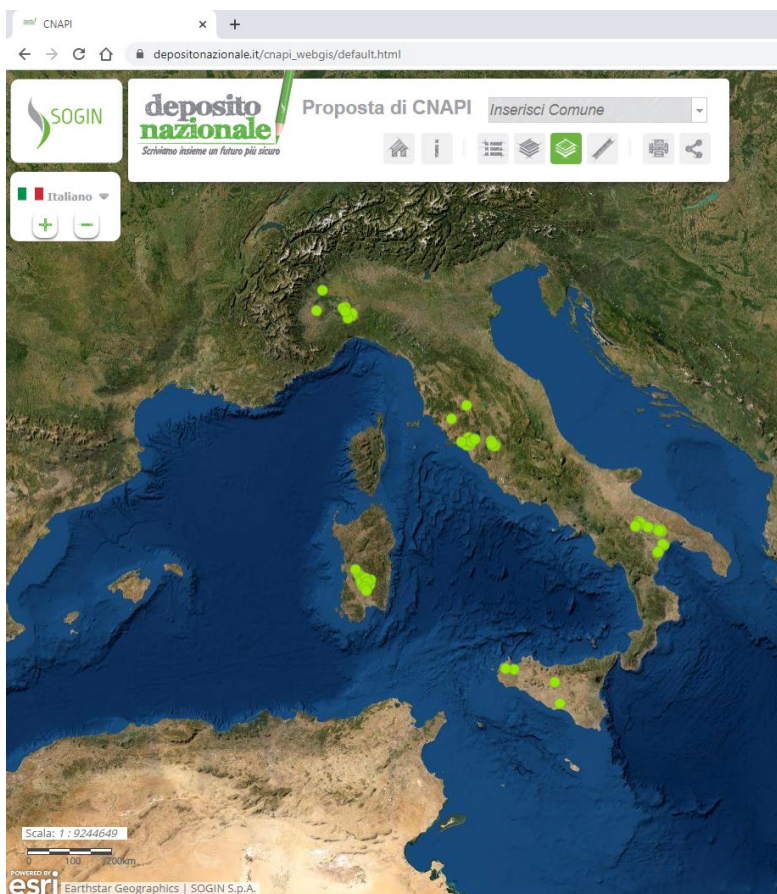 CNAPI
depositonazionale.it/cnapi_webgis/default.html
SOGIN
deposito
nazionale
Scriviamo insieme un futuro più sicuro
Proposta di CNAPI
Inserisci Comune
i
Italiano
Scala: 1 : 9244649
0 100 200km
POWERED BY
esri
Earthstar Geographics | SOGIN S.p.A.